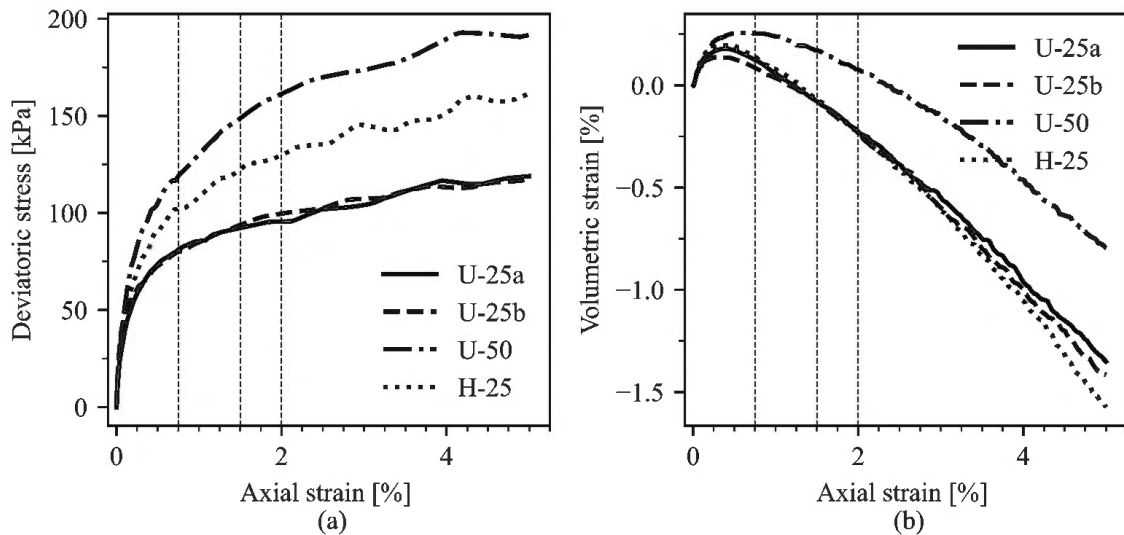 200
150
100
50
0
Deviatoric stress [kPa]
U-25a
U-25b
U-50
H-25
0
2
4
Axial strain [%]
(a)
0.0
−0.5
−1.0
−1.5
Volumetric strain [%]
U-25a
U-25b
U-50
H-25
0
2
4
Axial strain [%]
(b)